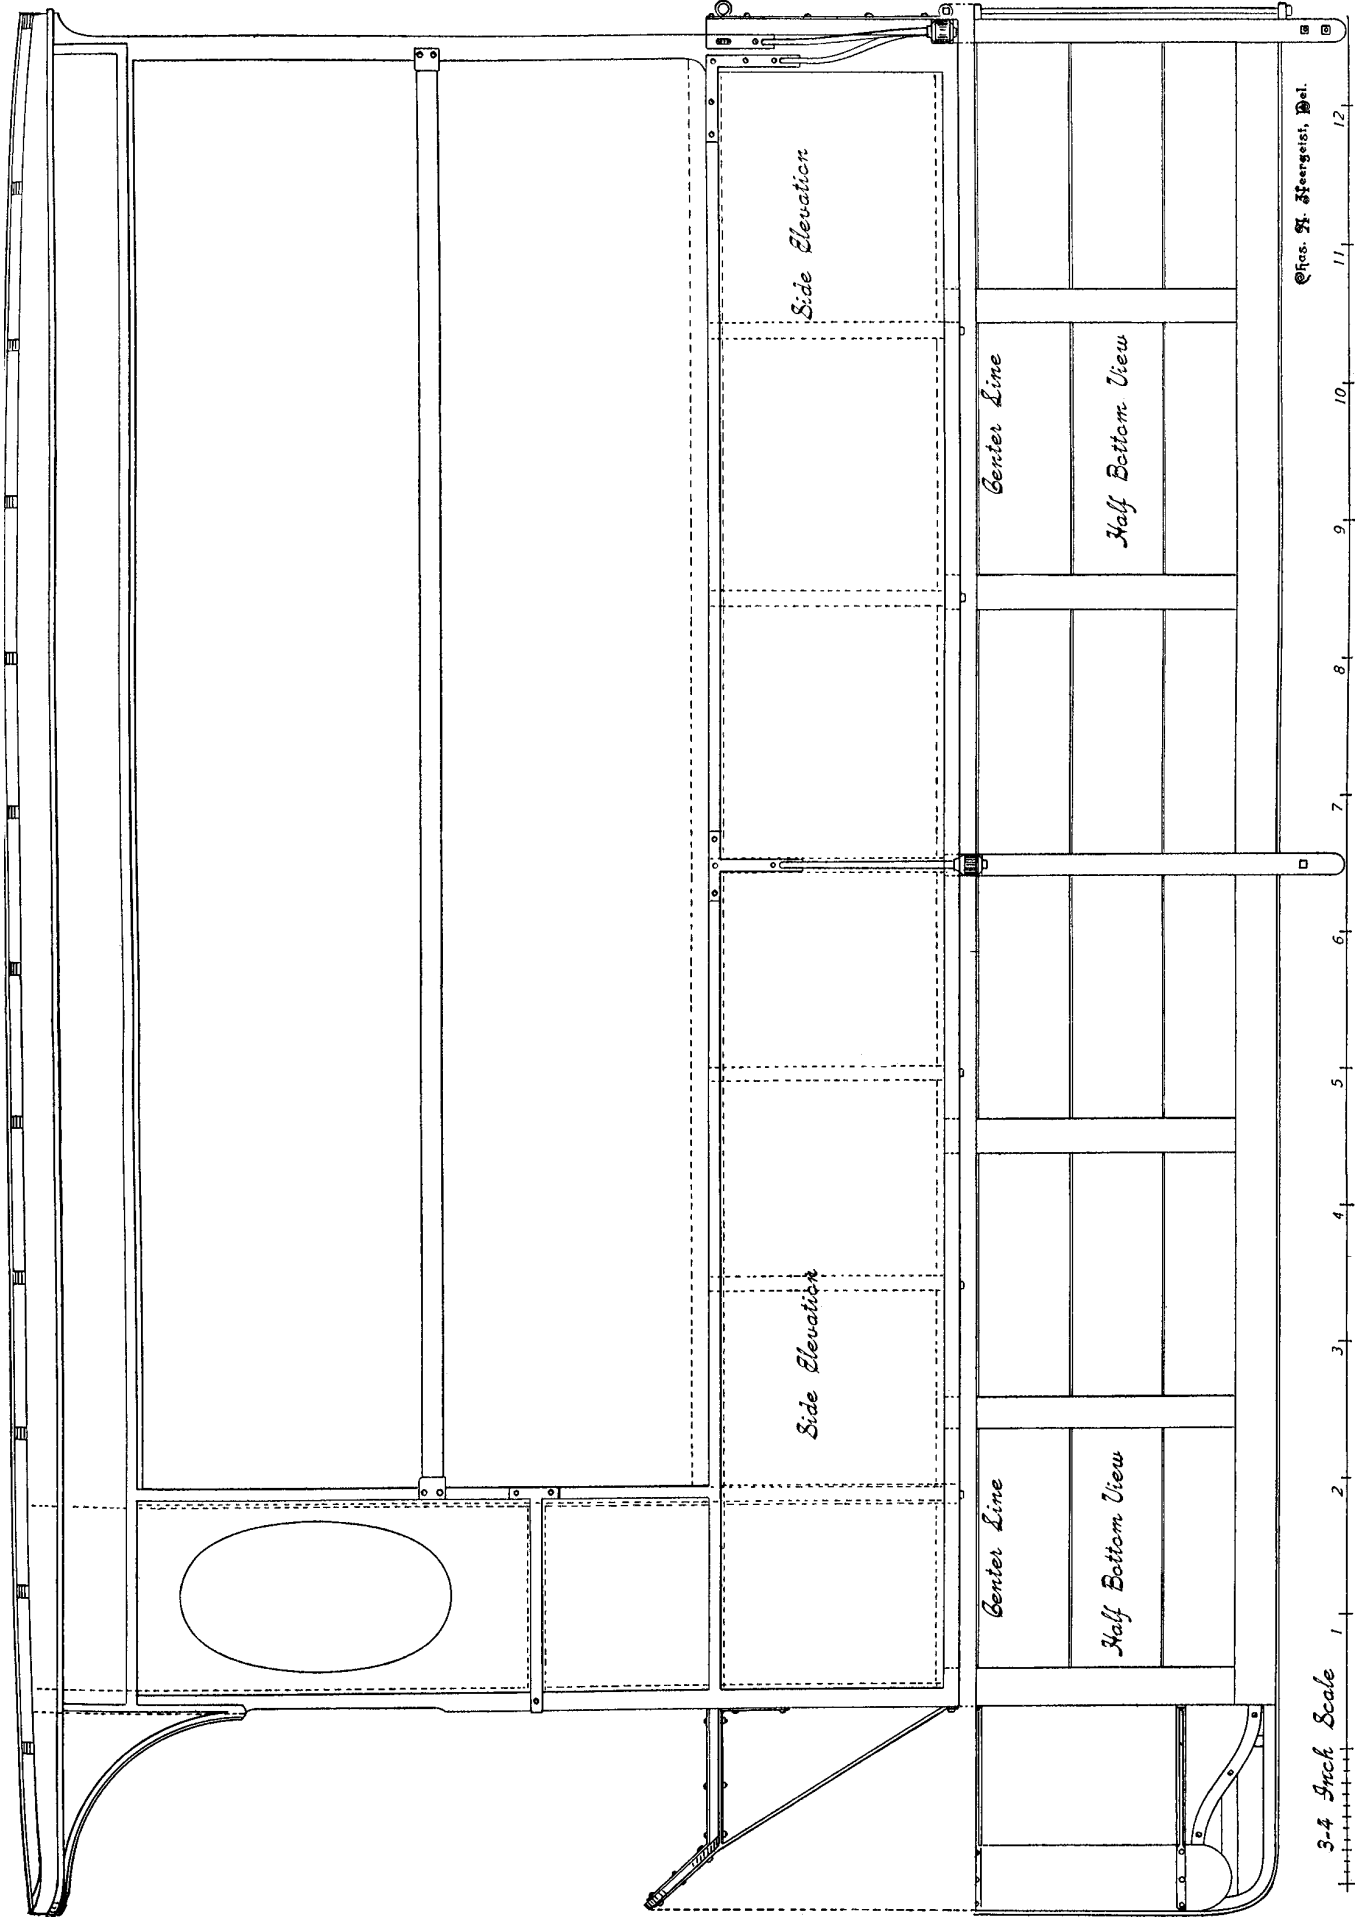 Side Elevation
Side Elevation
Center Line
Center Line
Half Bottom View
Half Bottom View
3-4 Inch Scale
1 2 3 4 5 6 7 8 9 10 11 12
Chas. A. Heergeist, Del.